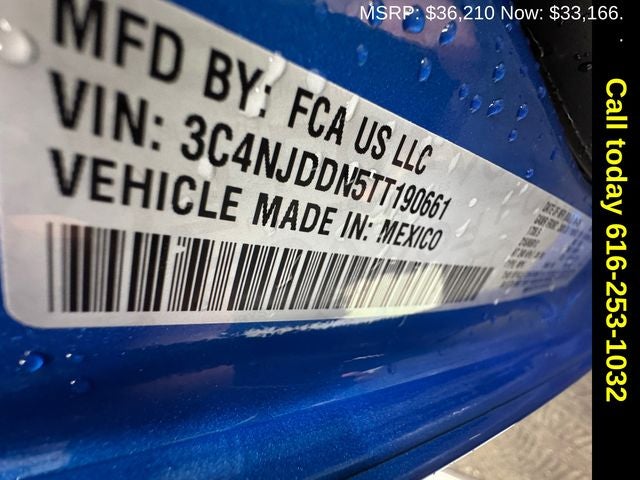 MSRP: $36,210 Now: $33,166.
MFD BY: FCA US LLC
VIN: 3C4NJDDN5TT190661
VEHICLE MADE IN: MEXICO
Call today 616-253-1032